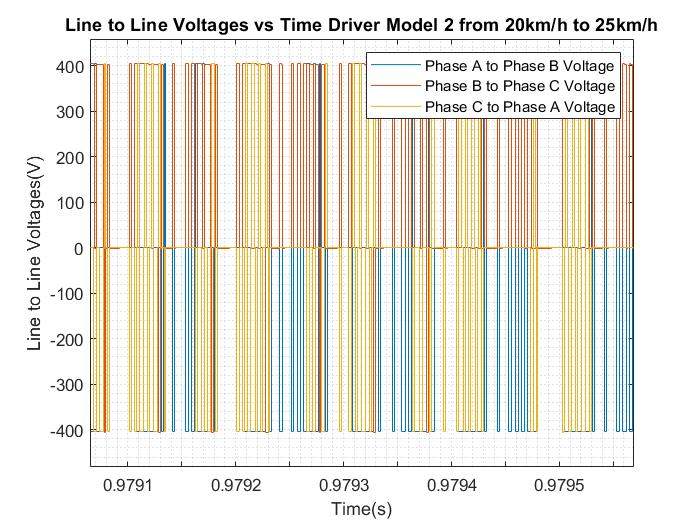 Line to Line Voltages vs Time Driver Model 2 from 20km/h to 25km/h
Line to Line Voltages(V)
400
300
200
100
0
-100
-200
-300
-400
Phase A to Phase B Voltage
Phase B to Phase C Voltage
Phase C to Phase A Voltage
0.9791
0.9792
0.9793
0.9794
0.9795
Time(s)